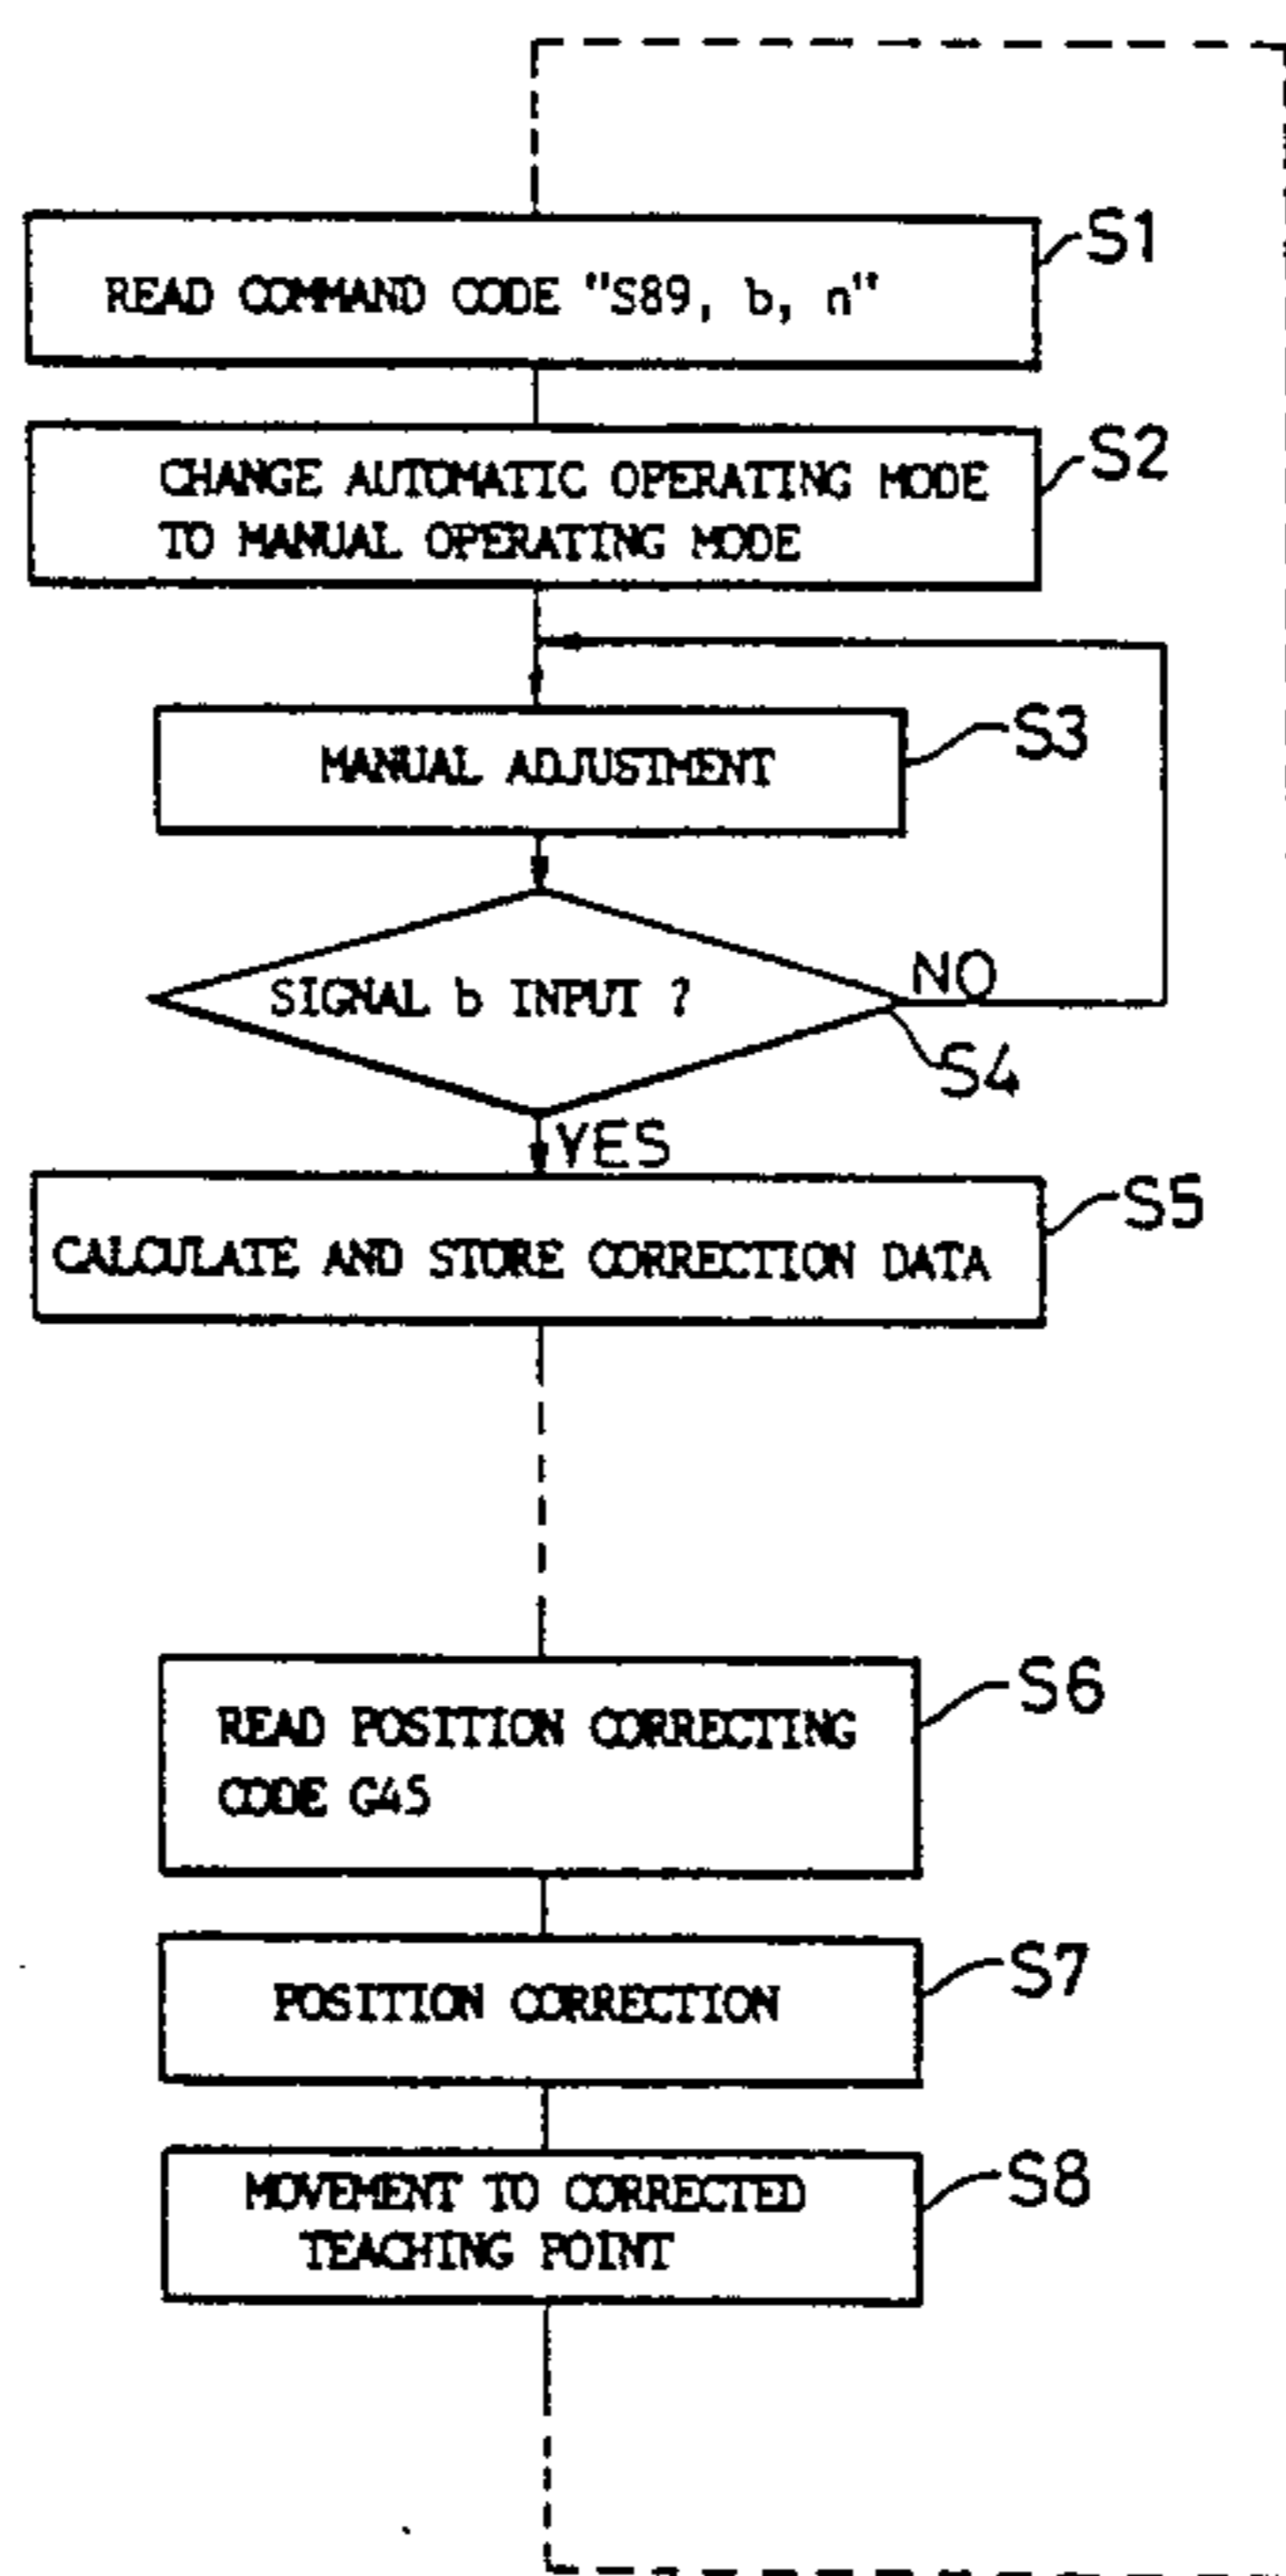 READ COMMAND CODE "S89, b, n"
S1
CHANGE AUTOMATIC OPERATING MODE
TO MANUAL OPERATING MODE
S2
MANUAL ADJUSTMENT
S3
SIGNAL b INPUT ?
NO
S4
YES
CALCULATE AND STORE CORRECTION DATA
S5
READ POSITION CORRECTING
CODE G45
S6
POSITION CORRECTION
S7
MOVEMENT TO CORRECTED
TEACHING POINT
S8